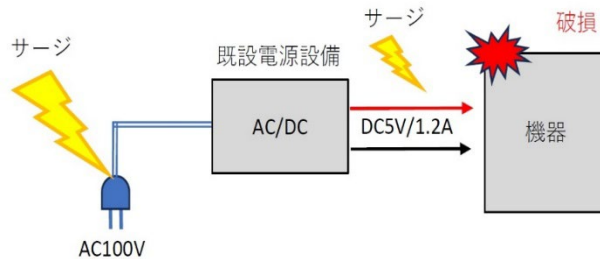 サージ
破損
サージ
既設電源設備
AC/DC
DC5V/1.2A
機器
AC100V